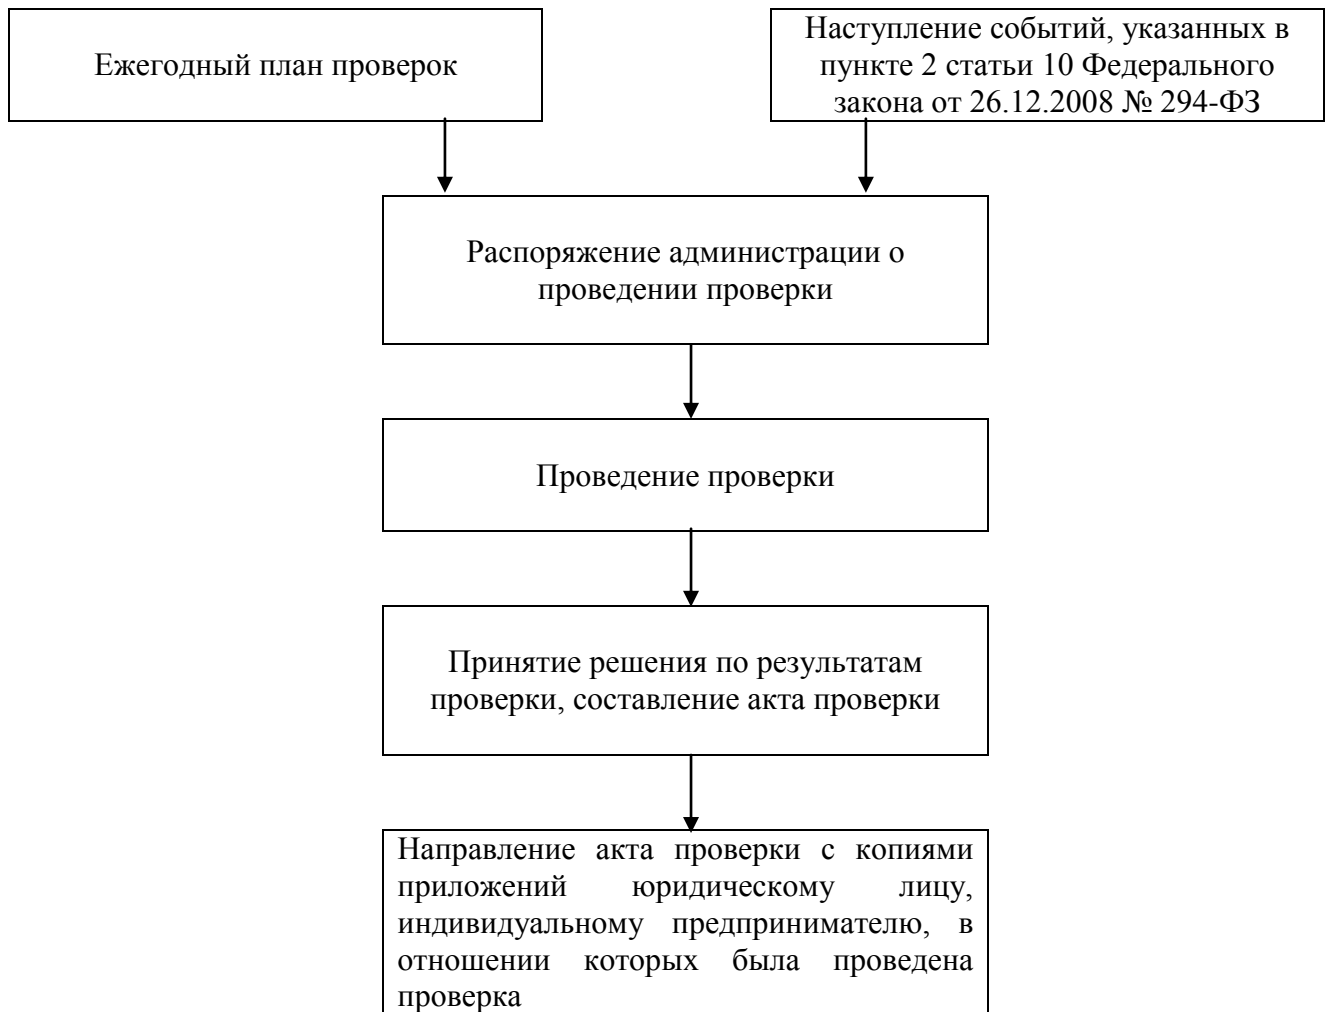 Ежегодный план проверок
Наступление событий, указанных в
пункте 2 статьи 10 Федерального
закона от 26.12.2008 № 294-ФЗ
Распоряжение администрации о
проведении проверки
Проведение проверки
Принятие решения по результатам
проверки, составление акта проверки
Направление акта проверки с копиями
приложений юридическому лицу,
индивидуальному предпринимателю, в
отношении которых была проведена
проверка